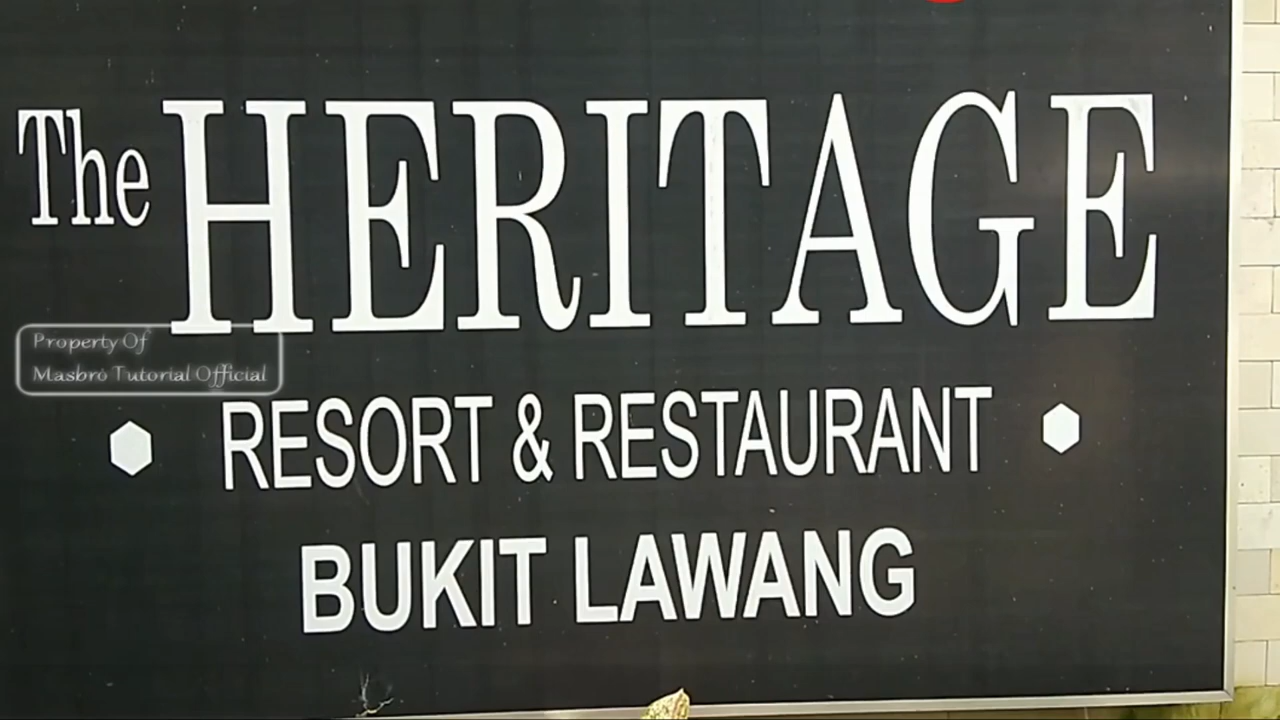 The HERITAGE
Property Of
Masbro Tutorial Official
RESORT & RESTAURANT
BUKIT LAWANG